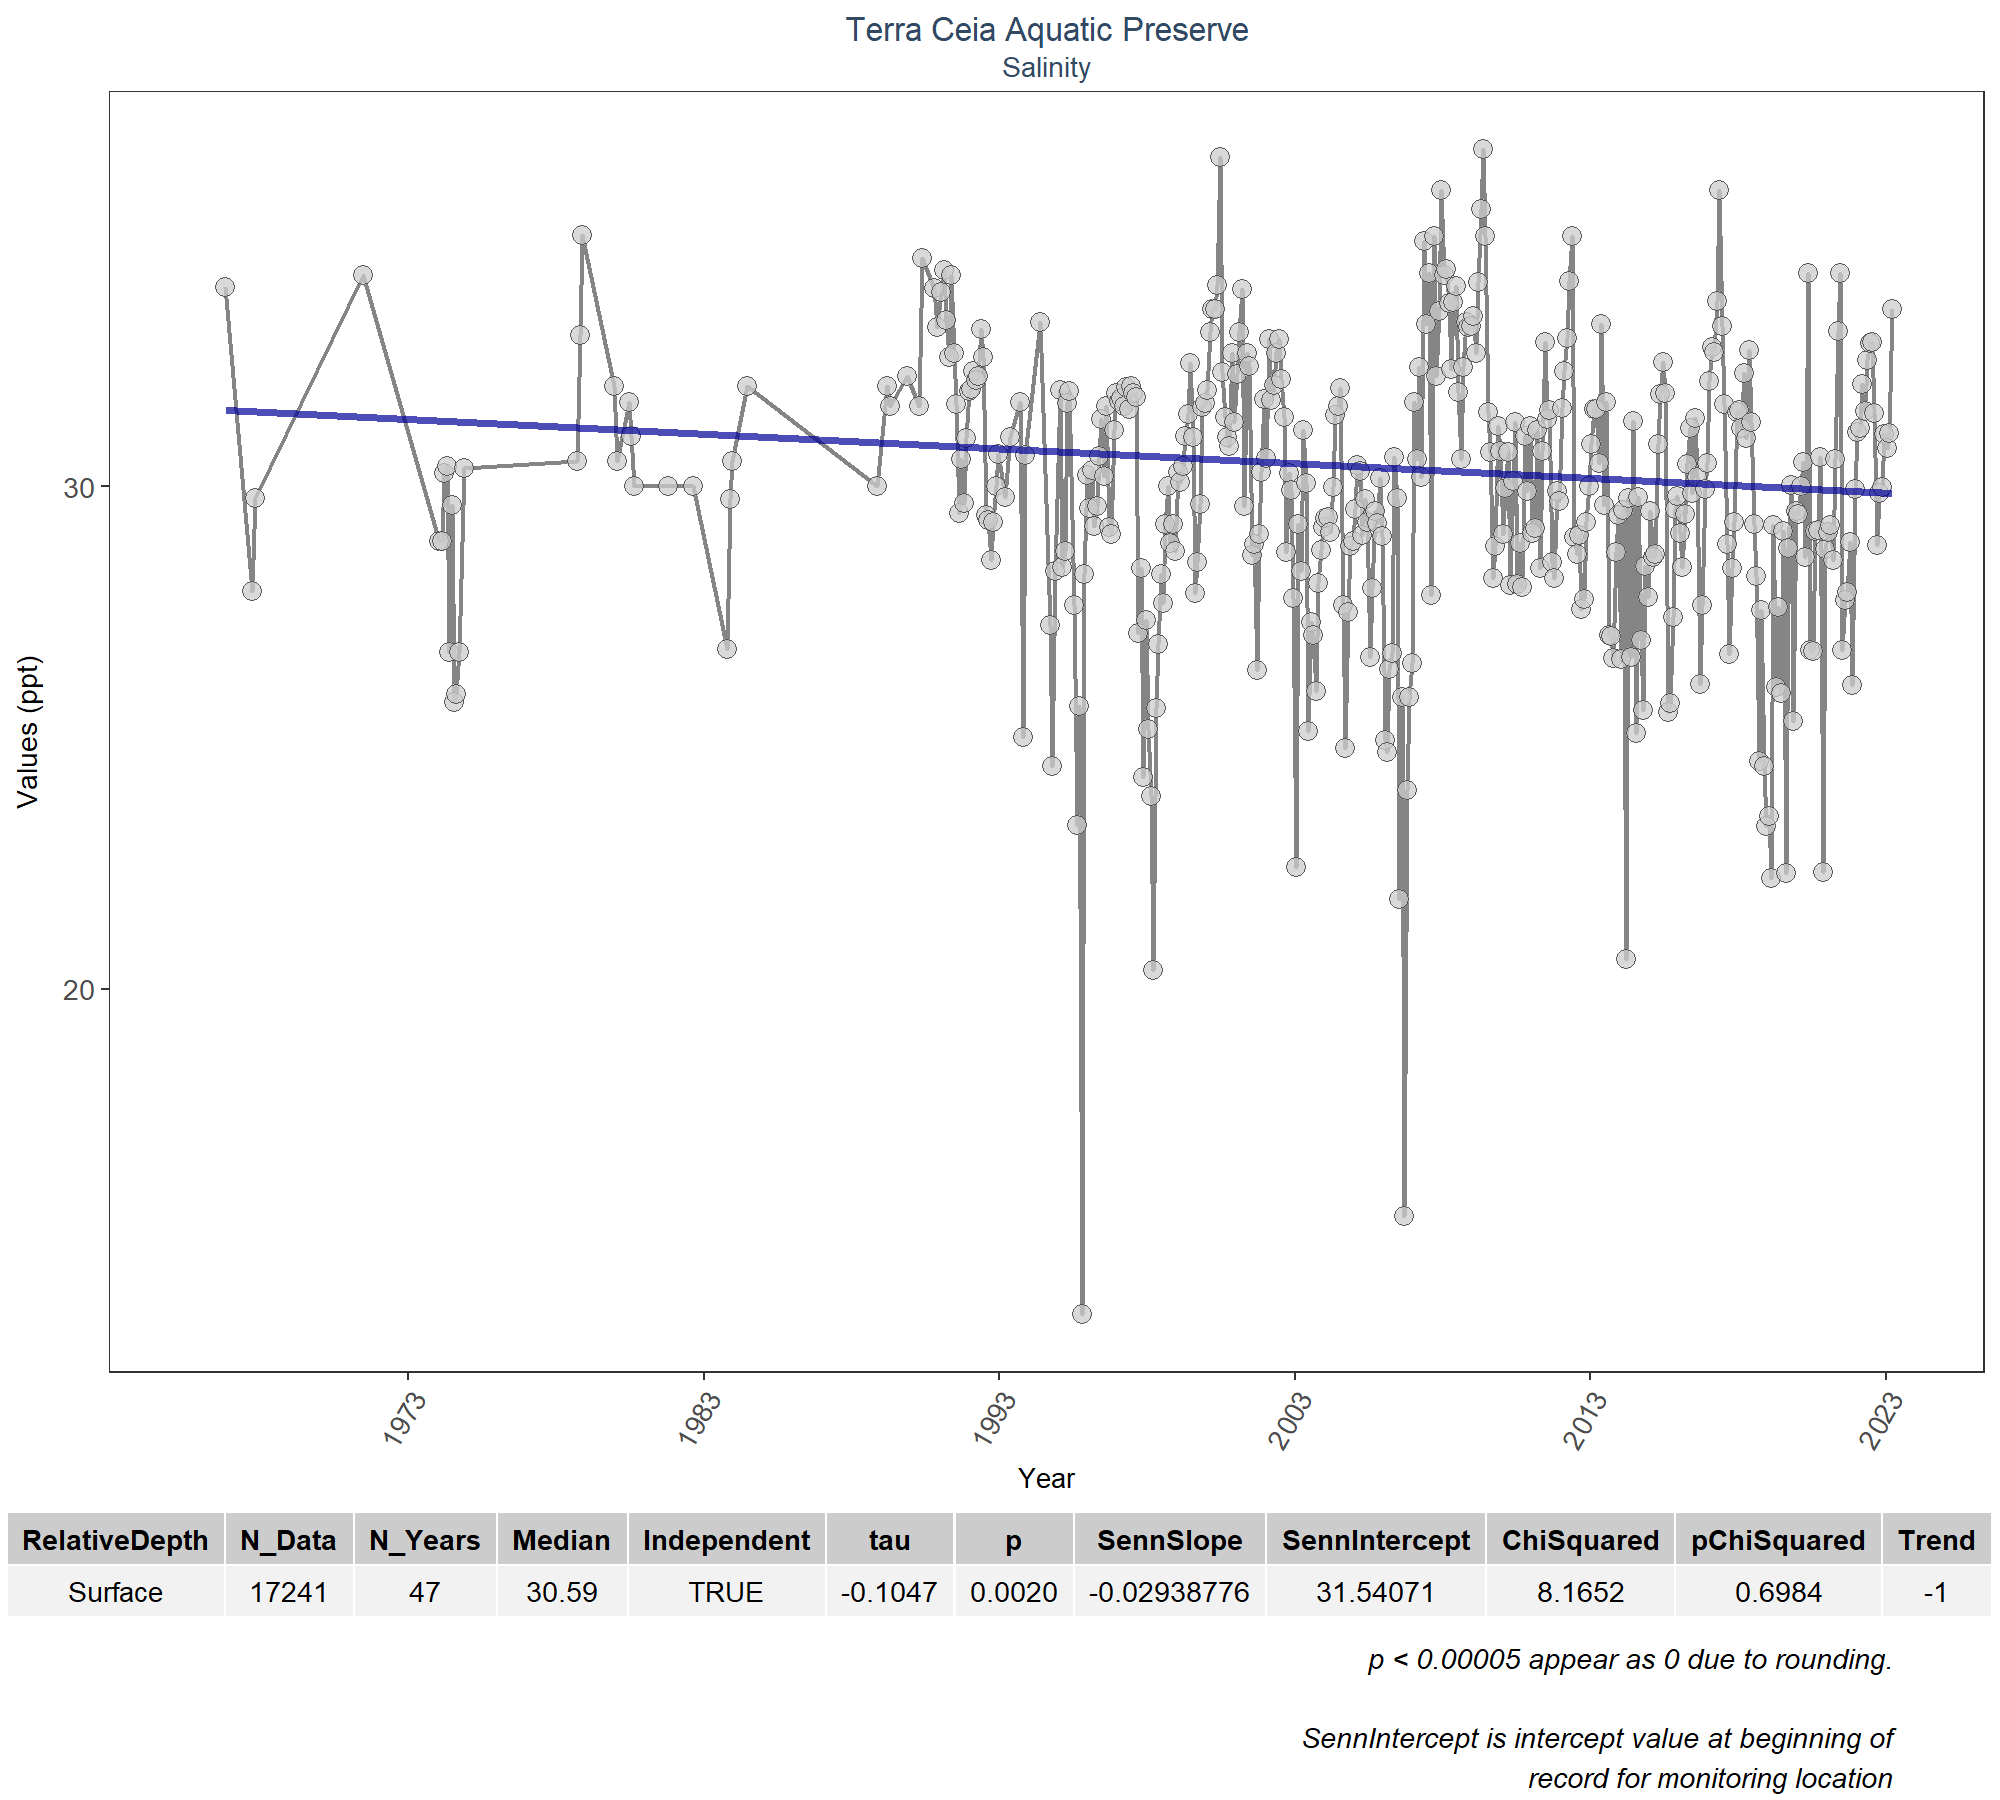 Terra Ceia Aquatic Preserve
Salinity
Values (ppt)
30
20
1973 1983 1993 2003 2013 2023
Year
RelativeDepth N_Data N_Years Median Independent tau p SennSlope SennIntercept ChiSquared pChiSquared Trend
Surface 17241 47 30.59 TRUE -0.1047 0.0020 -0.02938776 31.54071 8.1652 0.6984 -1
p < 0.00005 appear as 0 due to rounding.
SennIntercept is intercept value at beginning of
record for monitoring location